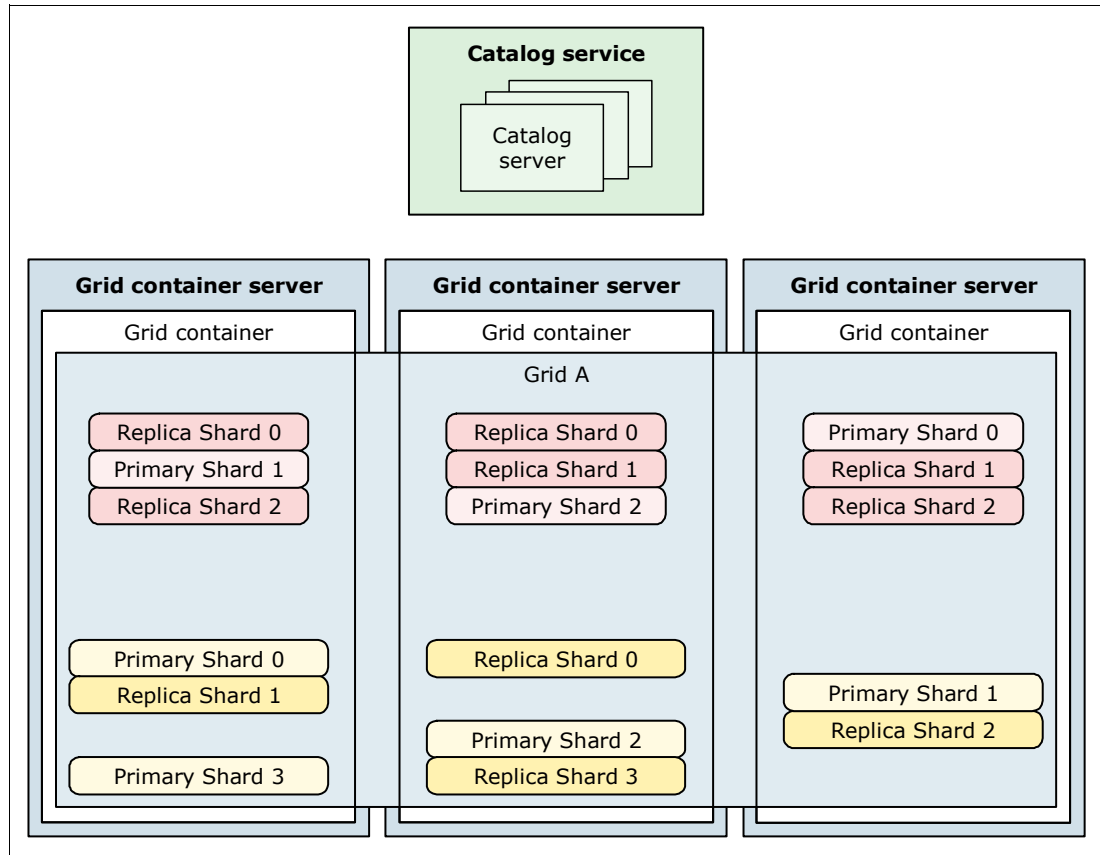 Catalog service
Catalog
server
Grid container server
Grid container
Grid container server
Grid container
Grid container server
Grid container
Grid A
Replica Shard 0
Primary Shard 1
Replica Shard 2
Replica Shard 0
Replica Shard 1
Primary Shard 2
Primary Shard 0
Replica Shard 1
Replica Shard 2
Primary Shard 0
Replica Shard 1
Primary Shard 3
Replica Shard 0
Primary Shard 2
Replica Shard 3
Primary Shard 1
Replica Shard 2